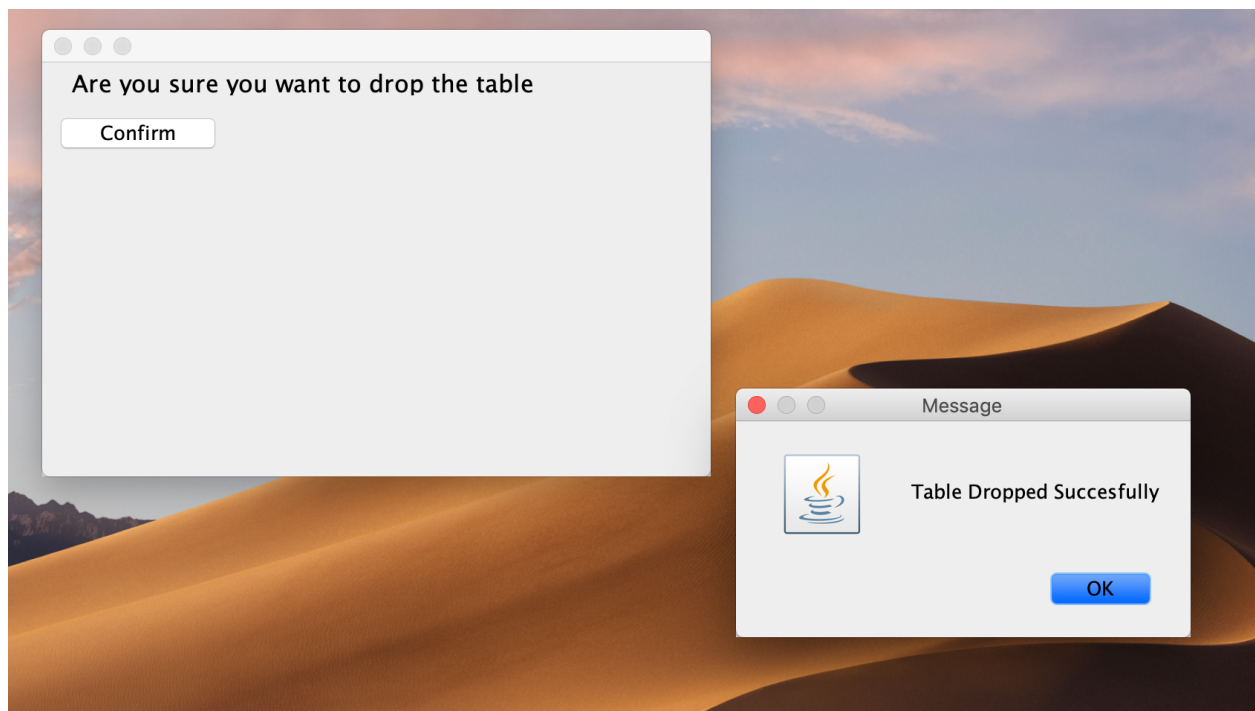 Are you sure you want to drop the table
Confirm
Message
Table Dropped Succesfully
OK